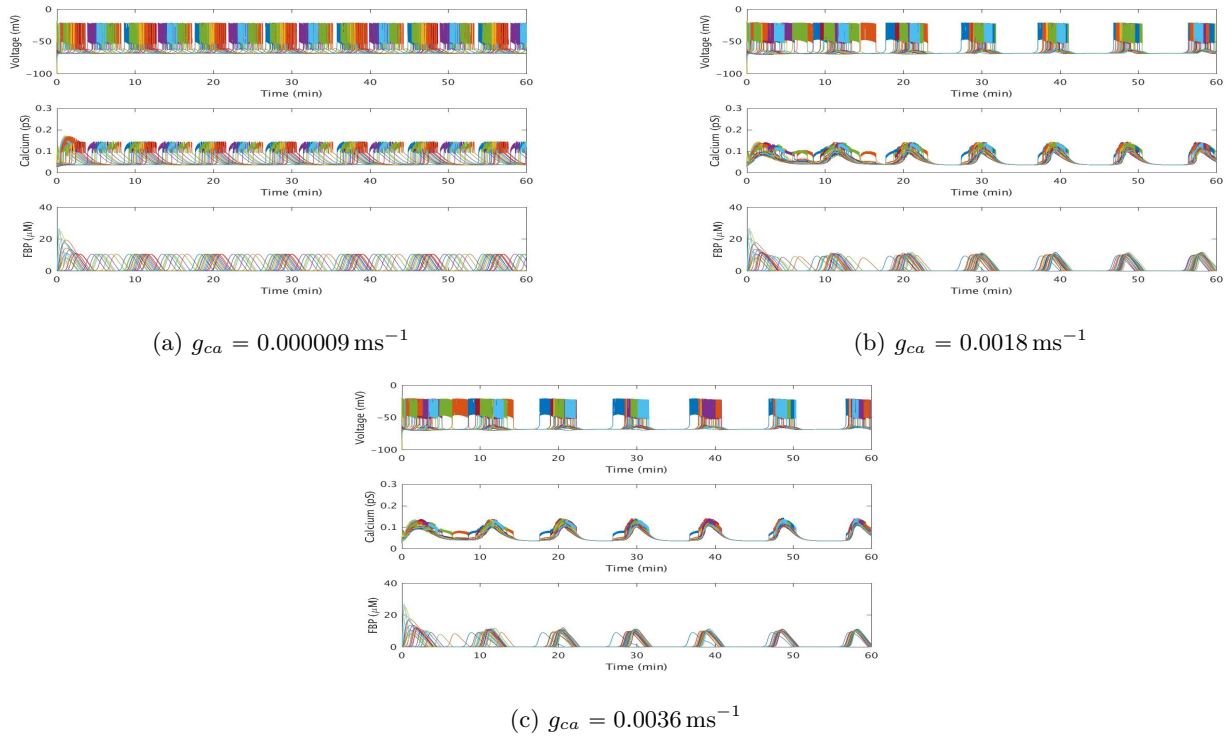 Voltage (mV)
0
−50
−100
0 10 20 30 40 50 60
Time (min)
Calcium (pS)
0.3
0.2
0.1
0
0 10 20 30 40 50 60
Time (min)
FBP (μM)
40
20
0
0 10 20 30 40 50 60
Time (min)
(a) g_ca = 0.000009 ms⁻¹
Voltage (mV)
0
−50
−100
0 10 20 30 40 50 60
Time (min)
Calcium (pS)
0.3
0.2
0.1
0
0 10 20 30 40 50 60
Time (min)
FBP (μM)
40
20
0
0 10 20 30 40 50 60
Time (min)
(b) g_ca = 0.0018 ms⁻¹
Voltage (mV)
0
−50
−100
0 10 20 30 40 50 60
Time (min)
Calcium (pS)
0.3
0.2
0.1
0
0 10 20 30 40 50 60
Time (min)
FBP (μM)
40
20
0
0 10 20 30 40 50 60
Time (min)
(c) g_ca = 0.0036 ms⁻¹